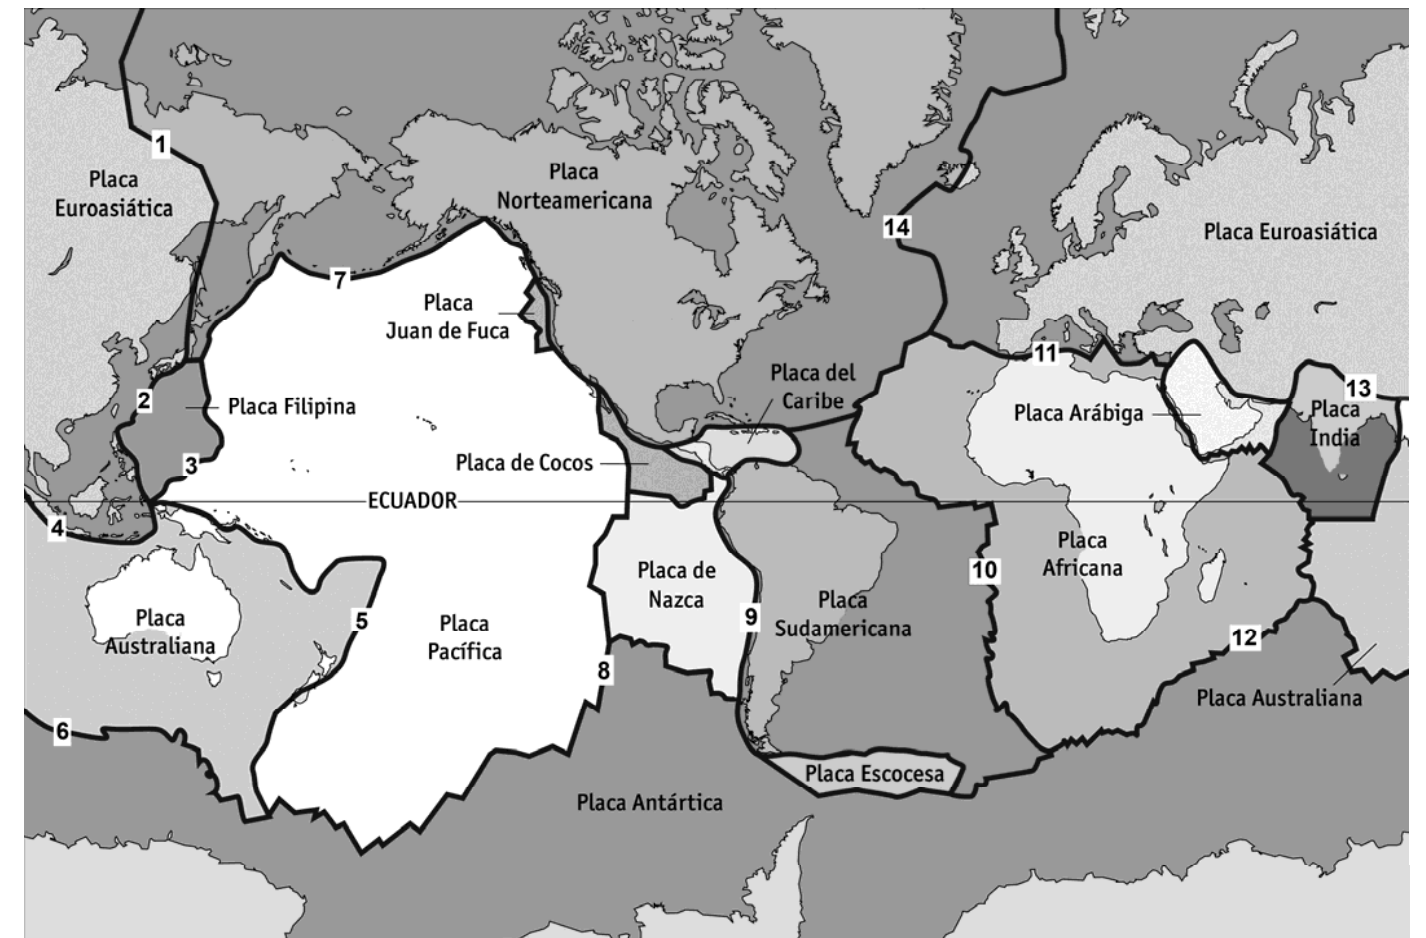 1
Placa
Euroasiática
Placa
Norteamericana
14
Placa Euroasiática
7
Placa
Juan de Fuca
11
2
Placa Filipina
Placa del
Caribe
Placa Arábiga
13
Placa
India
3
Placa de Cocos
ECUADOR
4
Placa
Australiana
5
Placa
Pacífica
Placa de
Nazca
9
Placa
Sudamericana
10
Placa
Africana
8
12
6
Placa Australiana
Placa Escocesa
Placa Antártica